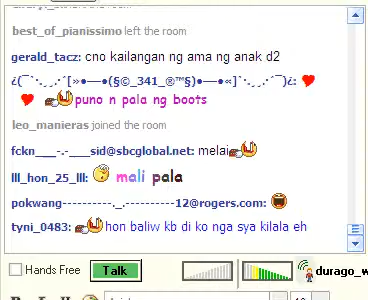 best_of_pianissimo left the room
gerald_tacz: cno kailangan ng ama ng anak d2
¿(¯`·.¸¸.·´[»•—•(§©_341_®™§)•—•«]`·.¸¸.·´¯)¿:
puno n pala ng boots
leo_manieras joined the room
fckn___-.-___sid@sbcglobal.net: melai
lll_hon_25_lll: mali pala
pokwang----------._.----------12@rogers.com:
tyni_0483: hon baliw kb di ko nga sya kilala eh
Hands Free Talk durago_w